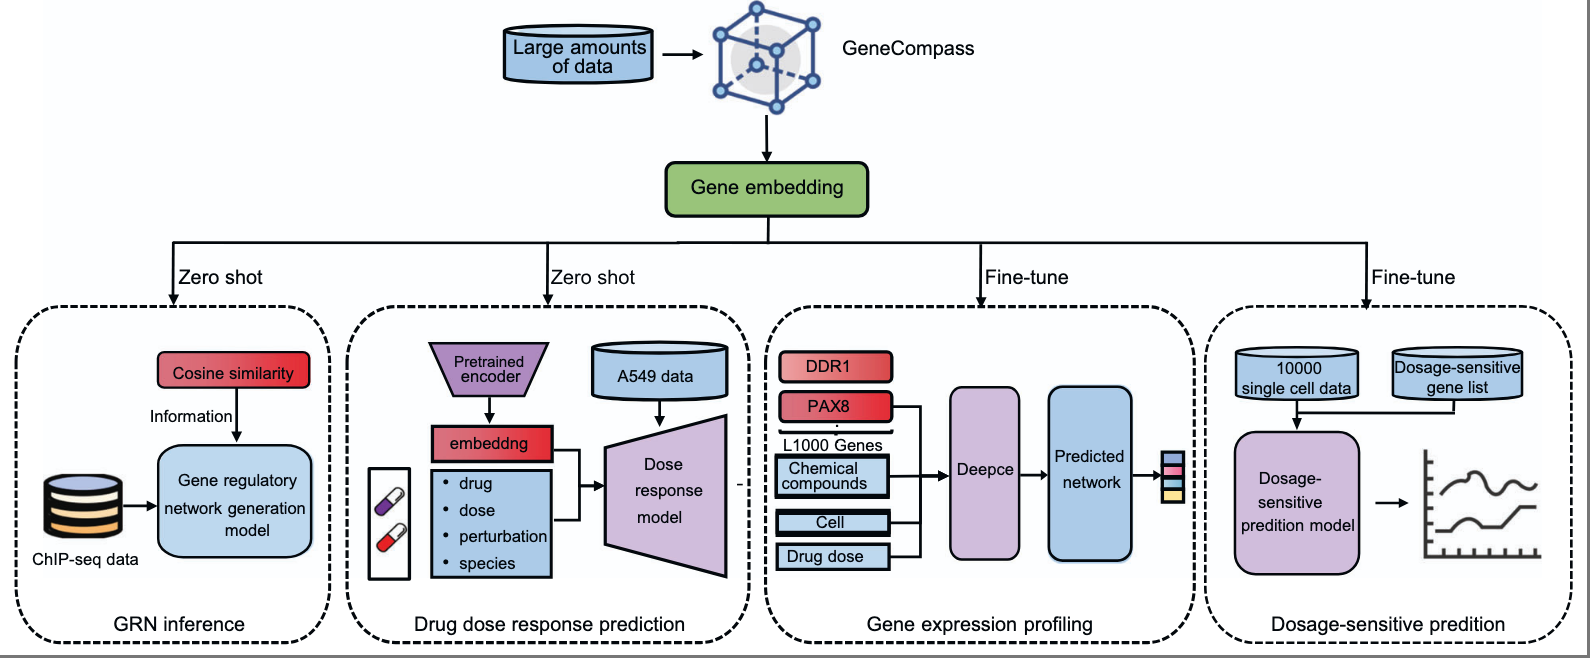 Large amounts
of data
GeneCompass
Gene embedding
Zero shot
Zero shot
Fine-tune
Fine-tune
Cosine similarity
Information
Gene regulatory
network generation
model
ChIP-seq data
GRN inference
Pretrained
encoder
A549 data
embeddng
• drug
• dose
• perturbation
• species
Dose
response
model
-
Drug dose response prediction
DDR1
PAX8
L1000 Genes
Chemical
compounds
Cell
Drug dose
Deepce
Predicted
network
Gene expression profiling
10000
single cell data
Dosage-sensitive
gene list
Dosage-
sensitive
predition model
Dosage-sensitive predition